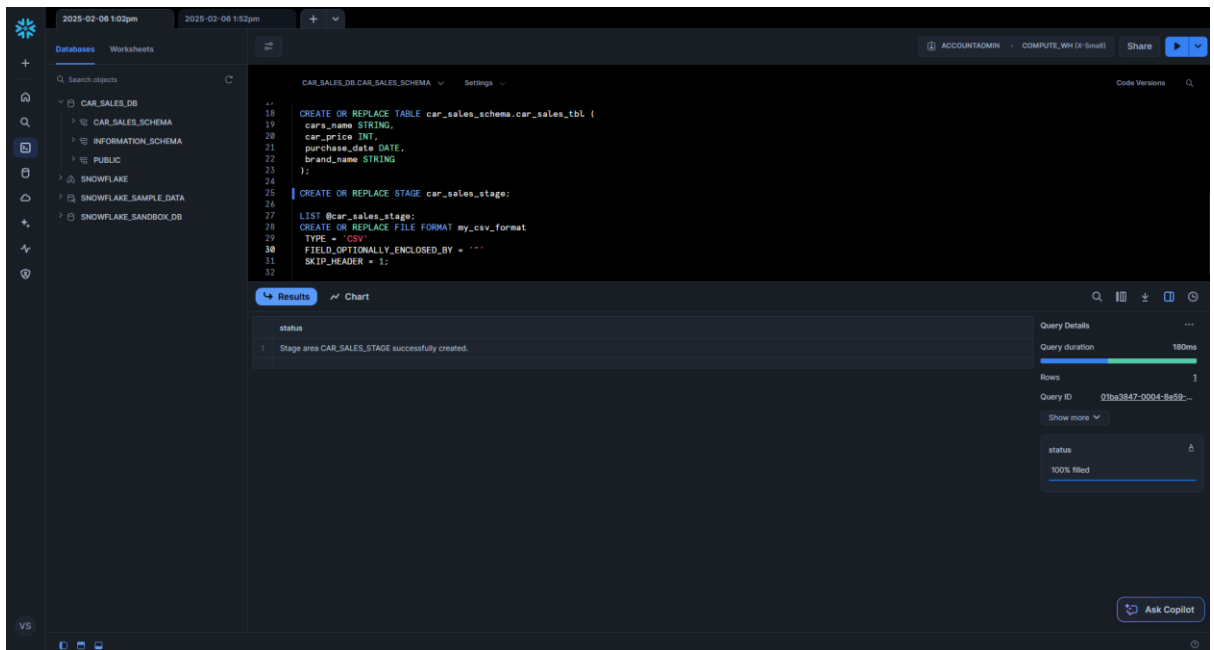 2025-02-06 1:02pm
2025-02-06 1:52pm
Databases Worksheets
ACCOUNTADMIN · COMPUTE_WH (X-Small)
Share
Search objects
CAR_SALES_DB
CAR_SALES_SCHEMA
INFORMATION_SCHEMA
PUBLIC
SNOWFLAKE
SNOWFLAKE_SAMPLE_DATA
SNOWFLAKE_SANDBOX_DB
CAR_SALES_DB.CAR_SALES_SCHEMA Settings
Code Versions
17
18 CREATE OR REPLACE TABLE car_sales_schema.car_sales_tbl (
19 cars_name STRING,
20 car_price INT,
21 purchase_date DATE,
22 brand_name STRING
23 );
24
25 CREATE OR REPLACE STAGE car_sales_stage;
26
27 LIST @car_sales_stage;
28 CREATE OR REPLACE FILE FORMAT my_csv_format
29 TYPE = 'CSV'
30 FIELD_OPTIONALLY_ENCLOSED_BY = '"'
31 SKIP_HEADER = 1;
32
Results Chart
status
1 Stage area CAR_SALES_STAGE successfully created.
Query Details ...
Query duration 180ms
Rows 1
Query ID 01ba3847-0004-8e59-...
Show more
status A
100% filled
Ask Copilot
VS